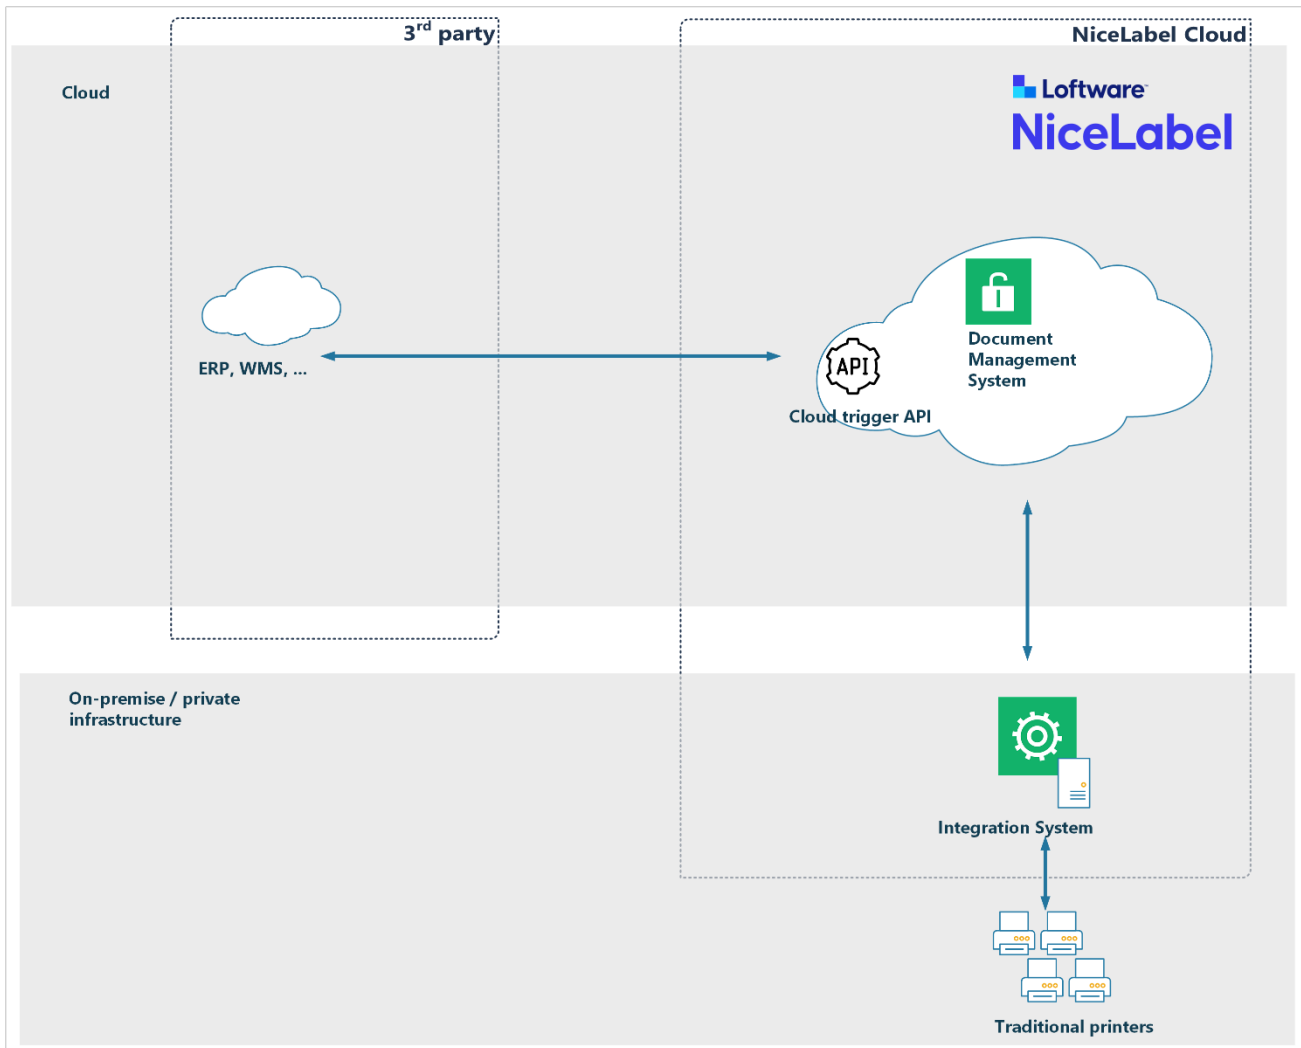 3rd party
NiceLabel Cloud
Cloud
Loftware™
NiceLabel
Document
Management
System
API
ERP, WMS, ...
Cloud trigger API
On-premise / private
infrastructure
Integration System
Traditional printers